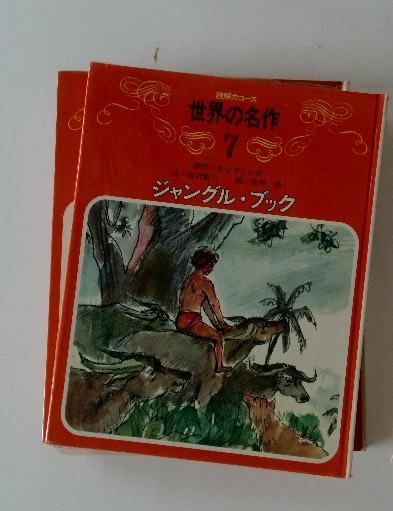 読解力コース
世界の名作
7
原作－キップリング
ジャングル・ブック